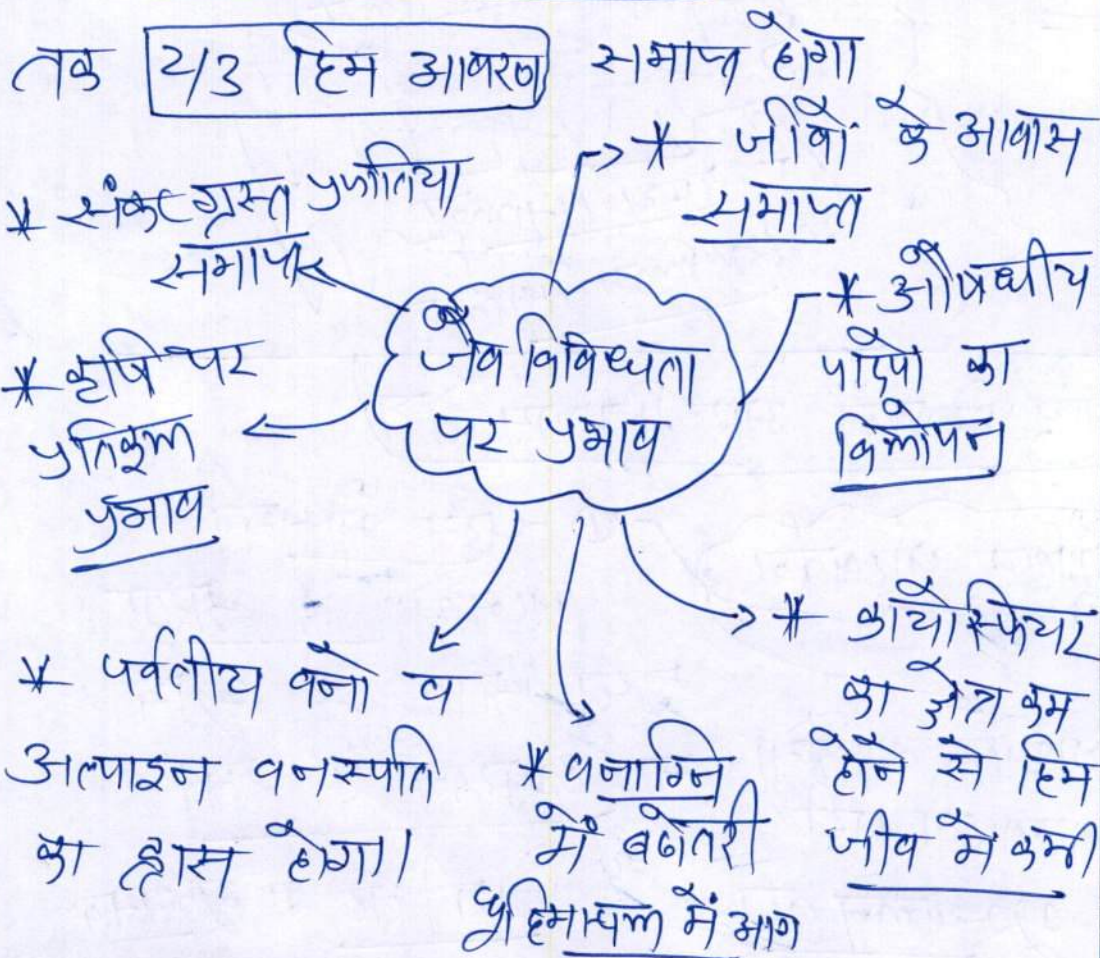 तक 2/3 हिम आवरण समाप्त होगा
* जीवों के आवास
समाप्त
* संकटग्रस्त प्रजातिया
समाप्त
* औषधीय
पादपो का
विलोपन
जैव विविधता
पर प्रभाव
* कृषि पर
प्रतिकूल
प्रभाव
* पर्वतीय वनो व
अल्पाइन वनस्पति
का ह्रास होगा।
* वनाग्नि
में बढोतरी
हिमाचल में आग
* क्रायोस्फियर
का क्षेत्र कम
होने से हिम
जीव मे कमी